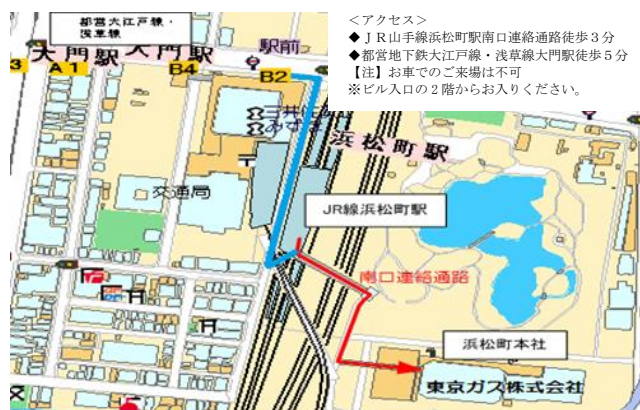 都営大江戸線・
浅草線
<アクセス>
◆ＪＲ山手線浜松町駅南口連絡通路徒歩３分
◆都営地下鉄大江戸線・浅草線大門駅徒歩５分
【注】お車でのご来場は不可
※ビル入口の２階からお入りください。
大門駅
大門駅
駅前
3
A1
B4
B2
浜松町駅
交通局
JR線浜松町駅
南口連絡通路
浜松町本社
東京ガス株式会社